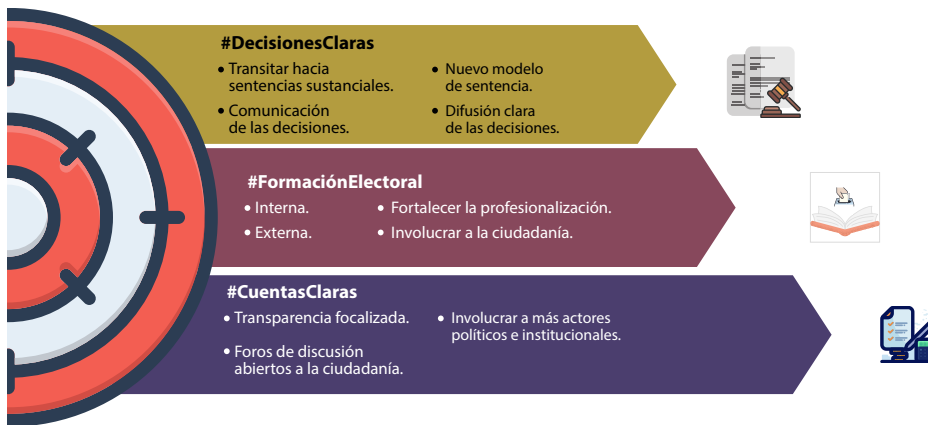 #DecisionesClaras
• Transitar hacia
sentencias sustanciales.
• Comunicación
de las decisiones.
• Nuevo modelo
de sentencia.
• Difusión clara
de las decisiones.
#FormaciónElectoral
• Interna.
• Externa.
• Fortalecer la profesionalización.
• Involucrar a la ciudadanía.
#CuentasClaras
• Transparencia focalizada.
• Foros de discusión
abiertos a la ciudadanía.
• Involucrar a más actores
políticos e institucionales.